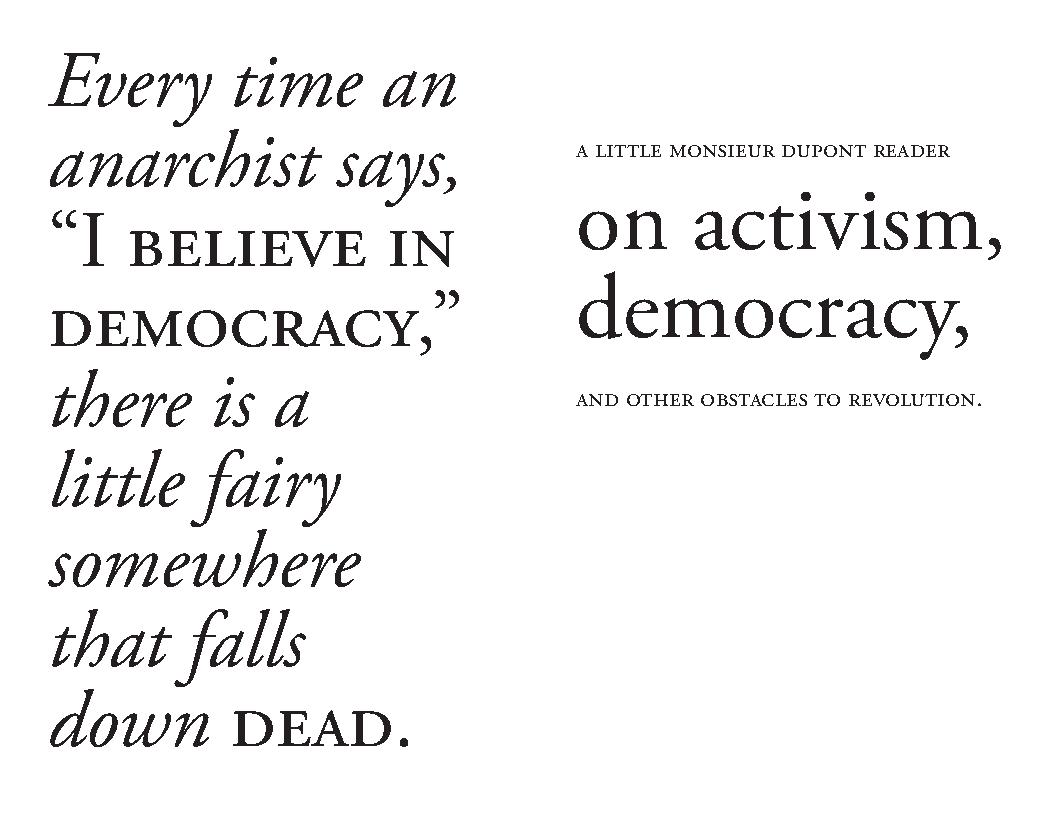 Every time an
anarchist says,
“I BELIEVE IN
DEMOCRACY,”
there is a
little fairy
somewhere
that falls
down DEAD.
A LITTLE MONSIEUR DUPONT READER
on activism,
democracy,
AND OTHER OBSTACLES TO REVOLUTION.